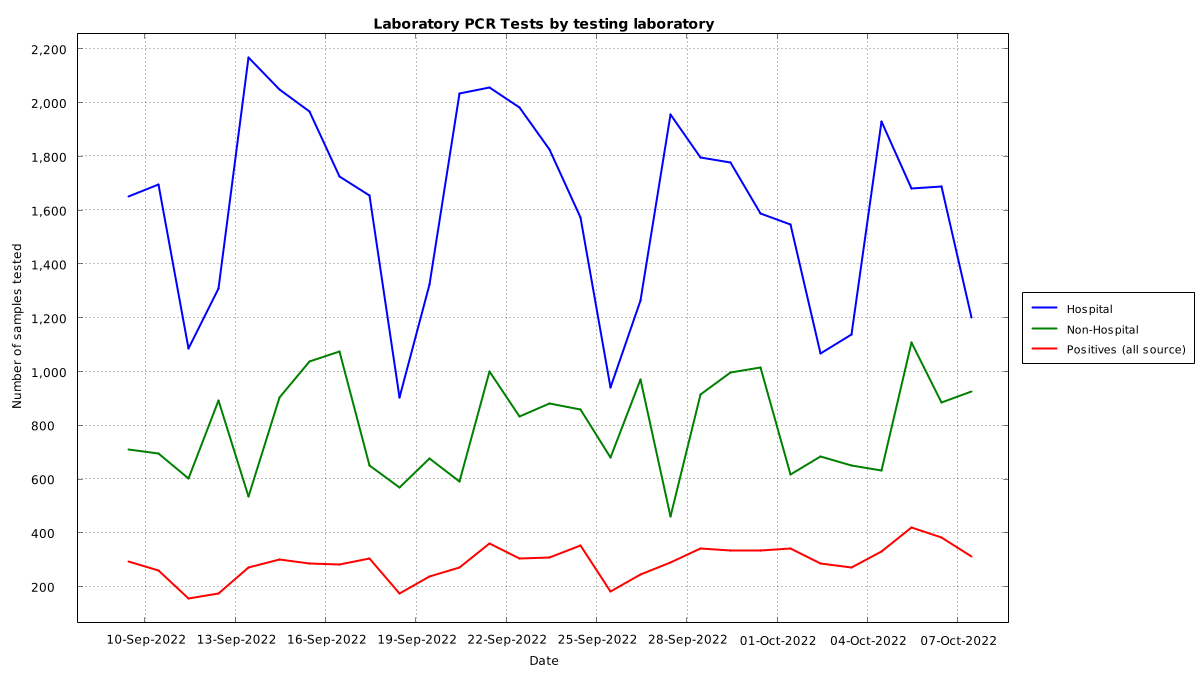 Laboratory PCR Tests by testing laboratory
2,200
2,000
1,800
1,600
1,400
1,200
1,000
800
600
400
200
Number of samples tested
10-Sep-2022 13-Sep-2022 16-Sep-2022 19-Sep-2022 22-Sep-2022 25-Sep-2022 28-Sep-2022 01-Oct-2022 04-Oct-2022 07-Oct-2022
Date
Hospital
Non-Hospital
Positives (all source)